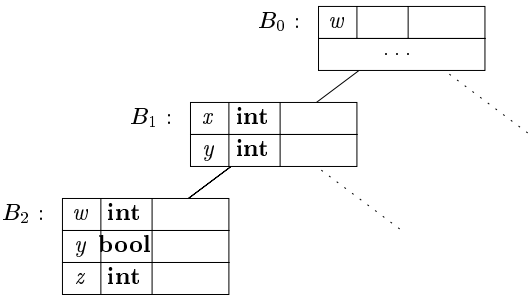 B₀ : w
· · ·
B₁ : x int
y int
B₂ : w int
y bool
z int